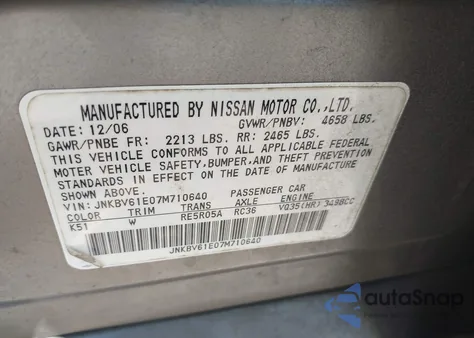 MANUFACTURED BY NISSAN MOTOR CO.,LTD.
DATE: 12/06 GVWR/PNBV: 4658 LBS.
GAWR/PNBE FR: 2213 LBS. RR: 2465 LBS.
THIS VEHICLE CONFORMS TO ALL APPLICABLE FEDERAL
MOTOR VEHICLE SAFETY,BUMPER,AND THEFT PREVENTION
STANDARDS IN EFFECT ON THE DATE OF MANUFACTURE
SHOWN ABOVE.
VIN: JNKBV61E07M710640 PASSENGER CAR
COLOR TRIM TRANS AXLE ENGINE
K51 W RE5R05A RC36 VQ35(HR) 3498CC
JNKBV61E07M710640
autoSnap